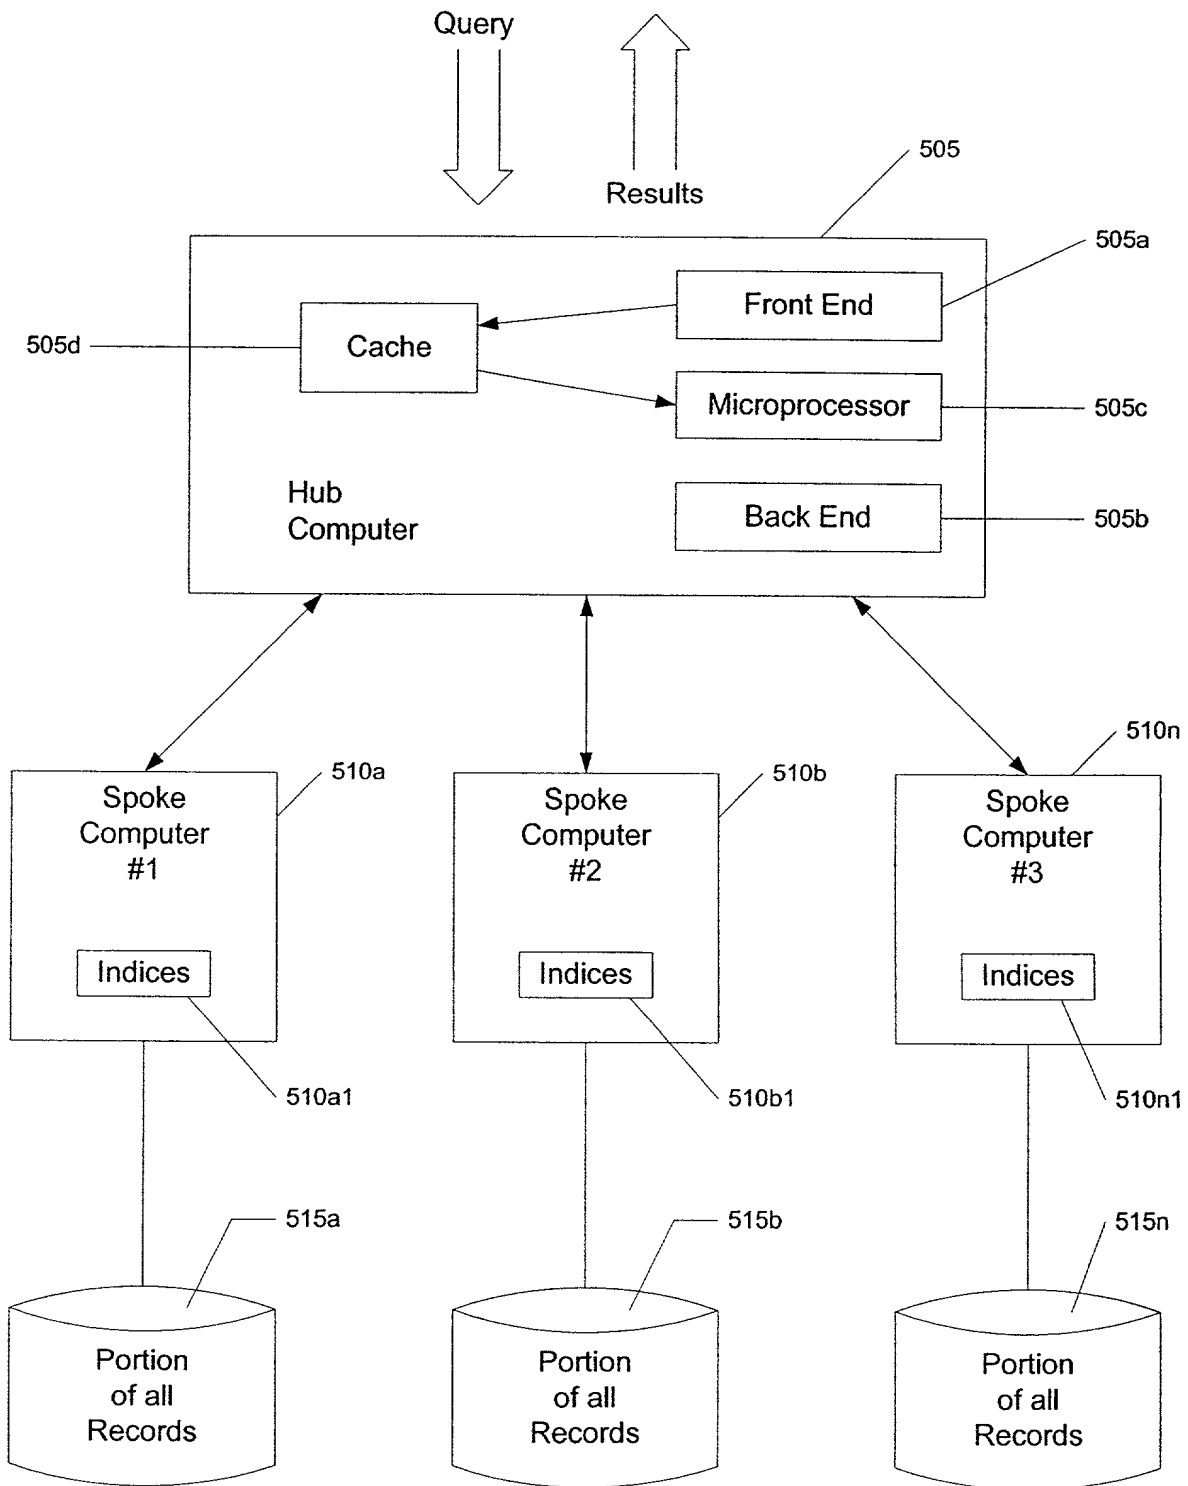 Query
Results
505
505a
Front End
505d
Cache
Microprocessor
505c
Hub
Computer
Back End
505b
510n
510a
510b
Spoke
Computer
#1
Spoke
Computer
#2
Spoke
Computer
#3
Indices
Indices
Indices
510a1
510b1
510n1
515a
515b
515n
Portion
of all
Records
Portion
of all
Records
Portion
of all
Records